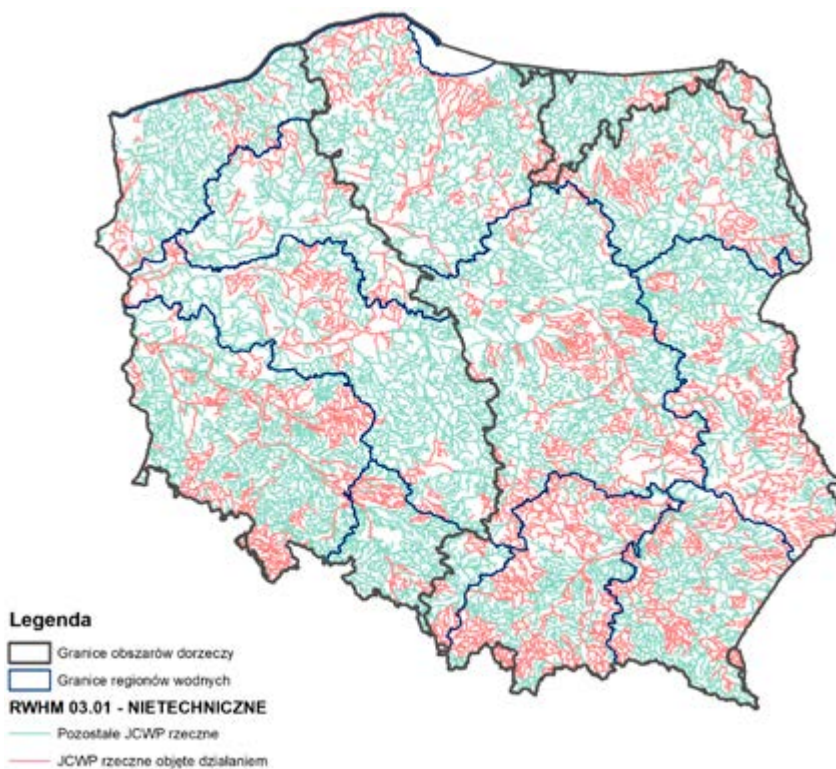 Legenda
Granice obszarów dorzeczy
Granice regionów wodnych
RWHM 03.01 - NIETECHNICZNE
Pozostałe JCWP rzeczne
JCWP rzeczne objęte działaniem